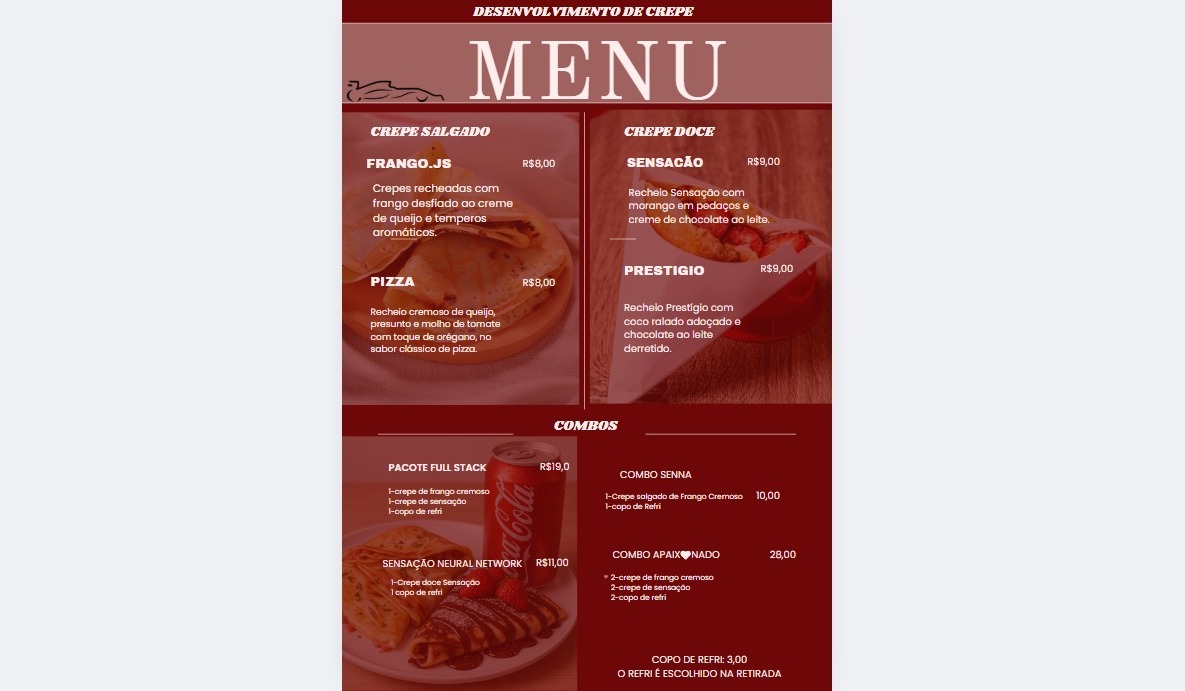 DESENVOLVIMENTO DE CREPE
MENU
CREPE SALGADO
FRANGO.JS R$8,00
Crepes recheadas com
frango desfiado ao creme
de queijo e temperos
aromáticos.
PIZZA R$8,00
Recheio cremoso de queijo,
presunto e molho de tomate
com toque de orégano, no
sabor clássico de pizza.
CREPE DOCE
SENSACÃO R$9,00
Recheio Sensação com
morango em pedaços e
creme de chocolate ao leite.
PRESTIGIO R$9,00
Recheio Prestígio com
coco ralado adoçado e
chocolate ao leite
derretido.
COMBOS
PACOTE FULL STACK R$19,0
1-crepe de frango cremoso
1-crepe de sensação
1-copo de refri
SENSAÇÃO NEURAL NETWORK R$11,00
1-Crepe doce Sensação
1 copo de refri
Coca-Cola
COMBO SENNA
1-Crepe salgado de Frango Cremoso 10,00
1-copo de Refri
COMBO APAIX♥NADO 28,00
♥ 2-crepe de frango cremoso
2-crepe de sensação
2-copo de refri
COPO DE REFRI: 3,00
O REFRI É ESCOLHIDO NA RETIRADA